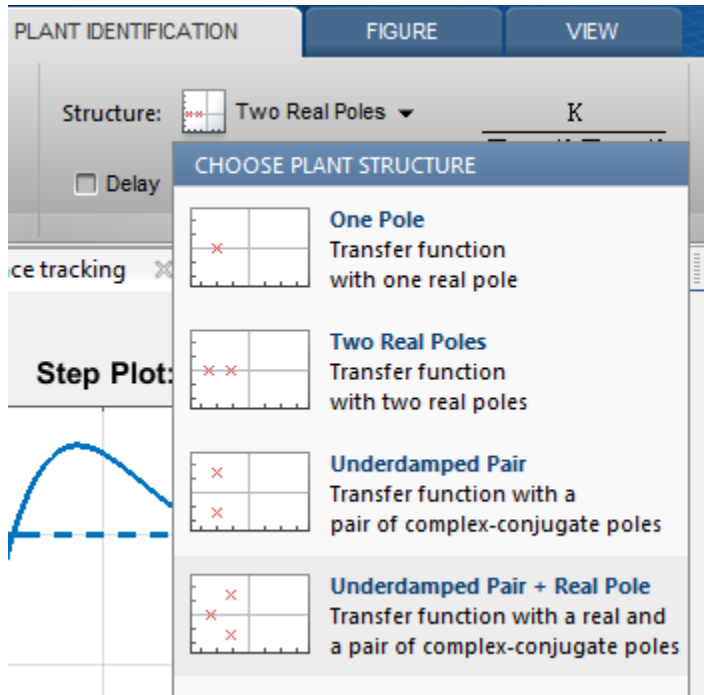 PLANT IDENTIFICATION FIGURE VIEW
Structure: Two Real Poles K
Delay
CHOOSE PLANT STRUCTURE
One Pole
Transfer function
with one real pole
ce tracking
Two Real Poles
Transfer function
with two real poles
Step Plot:
Underdamped Pair
Transfer function with a
pair of complex-conjugate poles
Underdamped Pair + Real Pole
Transfer function with a real and
a pair of complex-conjugate poles